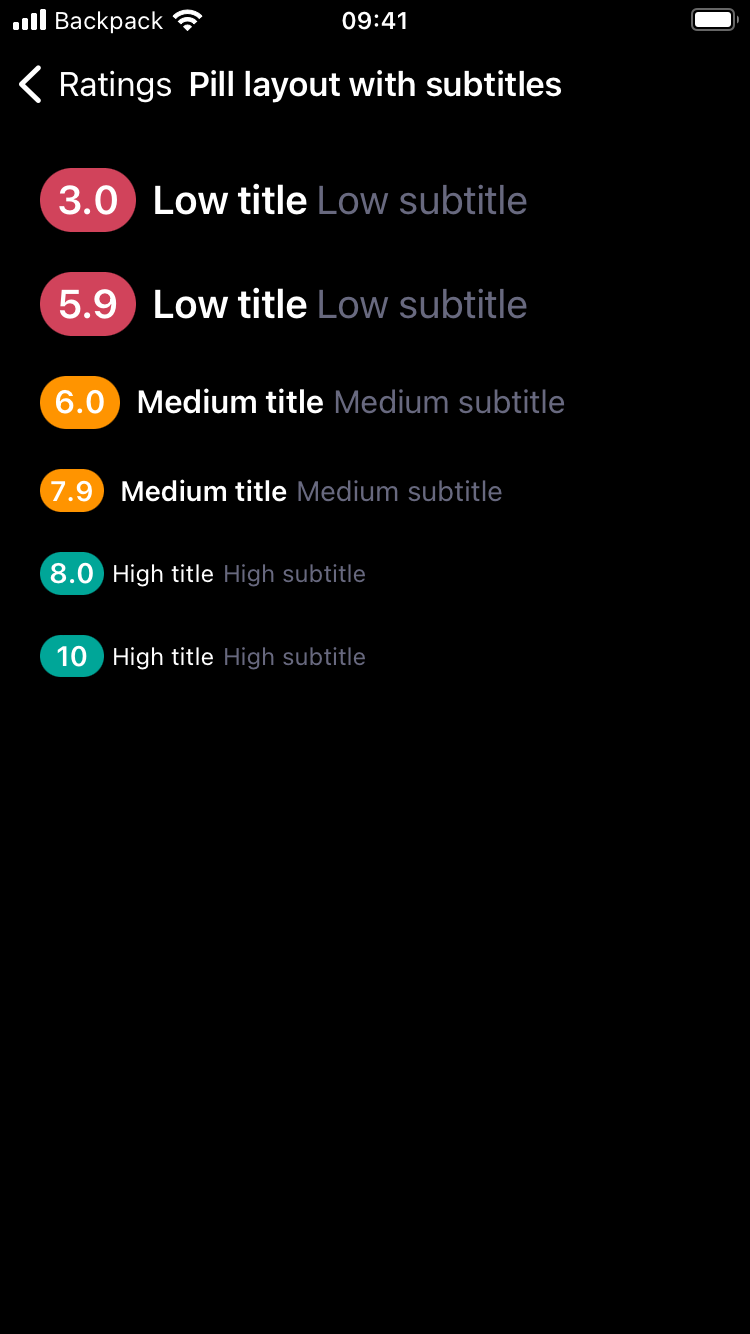 Backpack 09:41
Ratings Pill layout with subtitles
3.0 Low title Low subtitle
5.9 Low title Low subtitle
6.0 Medium title Medium subtitle
7.9 Medium title Medium subtitle
8.0 High title High subtitle
10 High title High subtitle